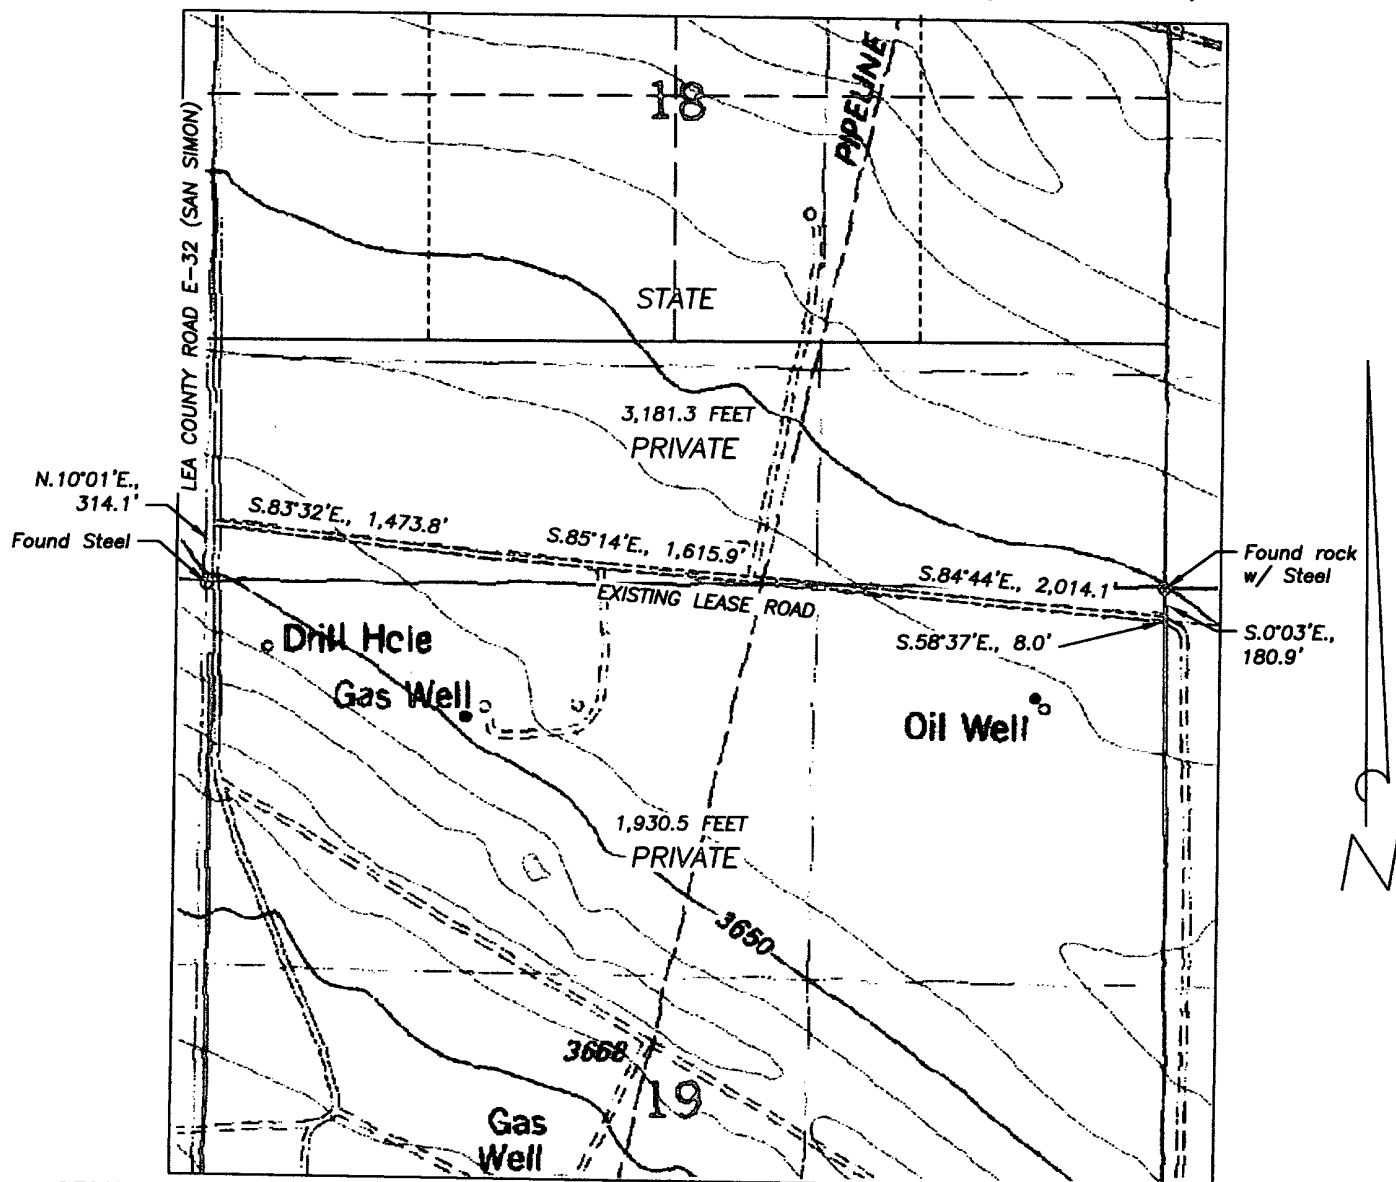 18
PIPELINE
LEA COUNTY ROAD E-32 (SAN SIMON)
STATE
3,181.3 FEET
PRIVATE
N.10°01'E.,
314.1'
Found Steel
S.83°32'E., 1,473.8'
S.85°14'E., 1,615.9'
S.84°44'E., 2,014.1'
EXISTING LEASE ROAD
Found rock
w/ Steel
S.58°37'E., 8.0'
S.0°03'E.,
180.9'
Drill Hole
Gas Well
Oil Well
1,930.5 FEET
PRIVATE
3650
3668
19
Gas
Well
N